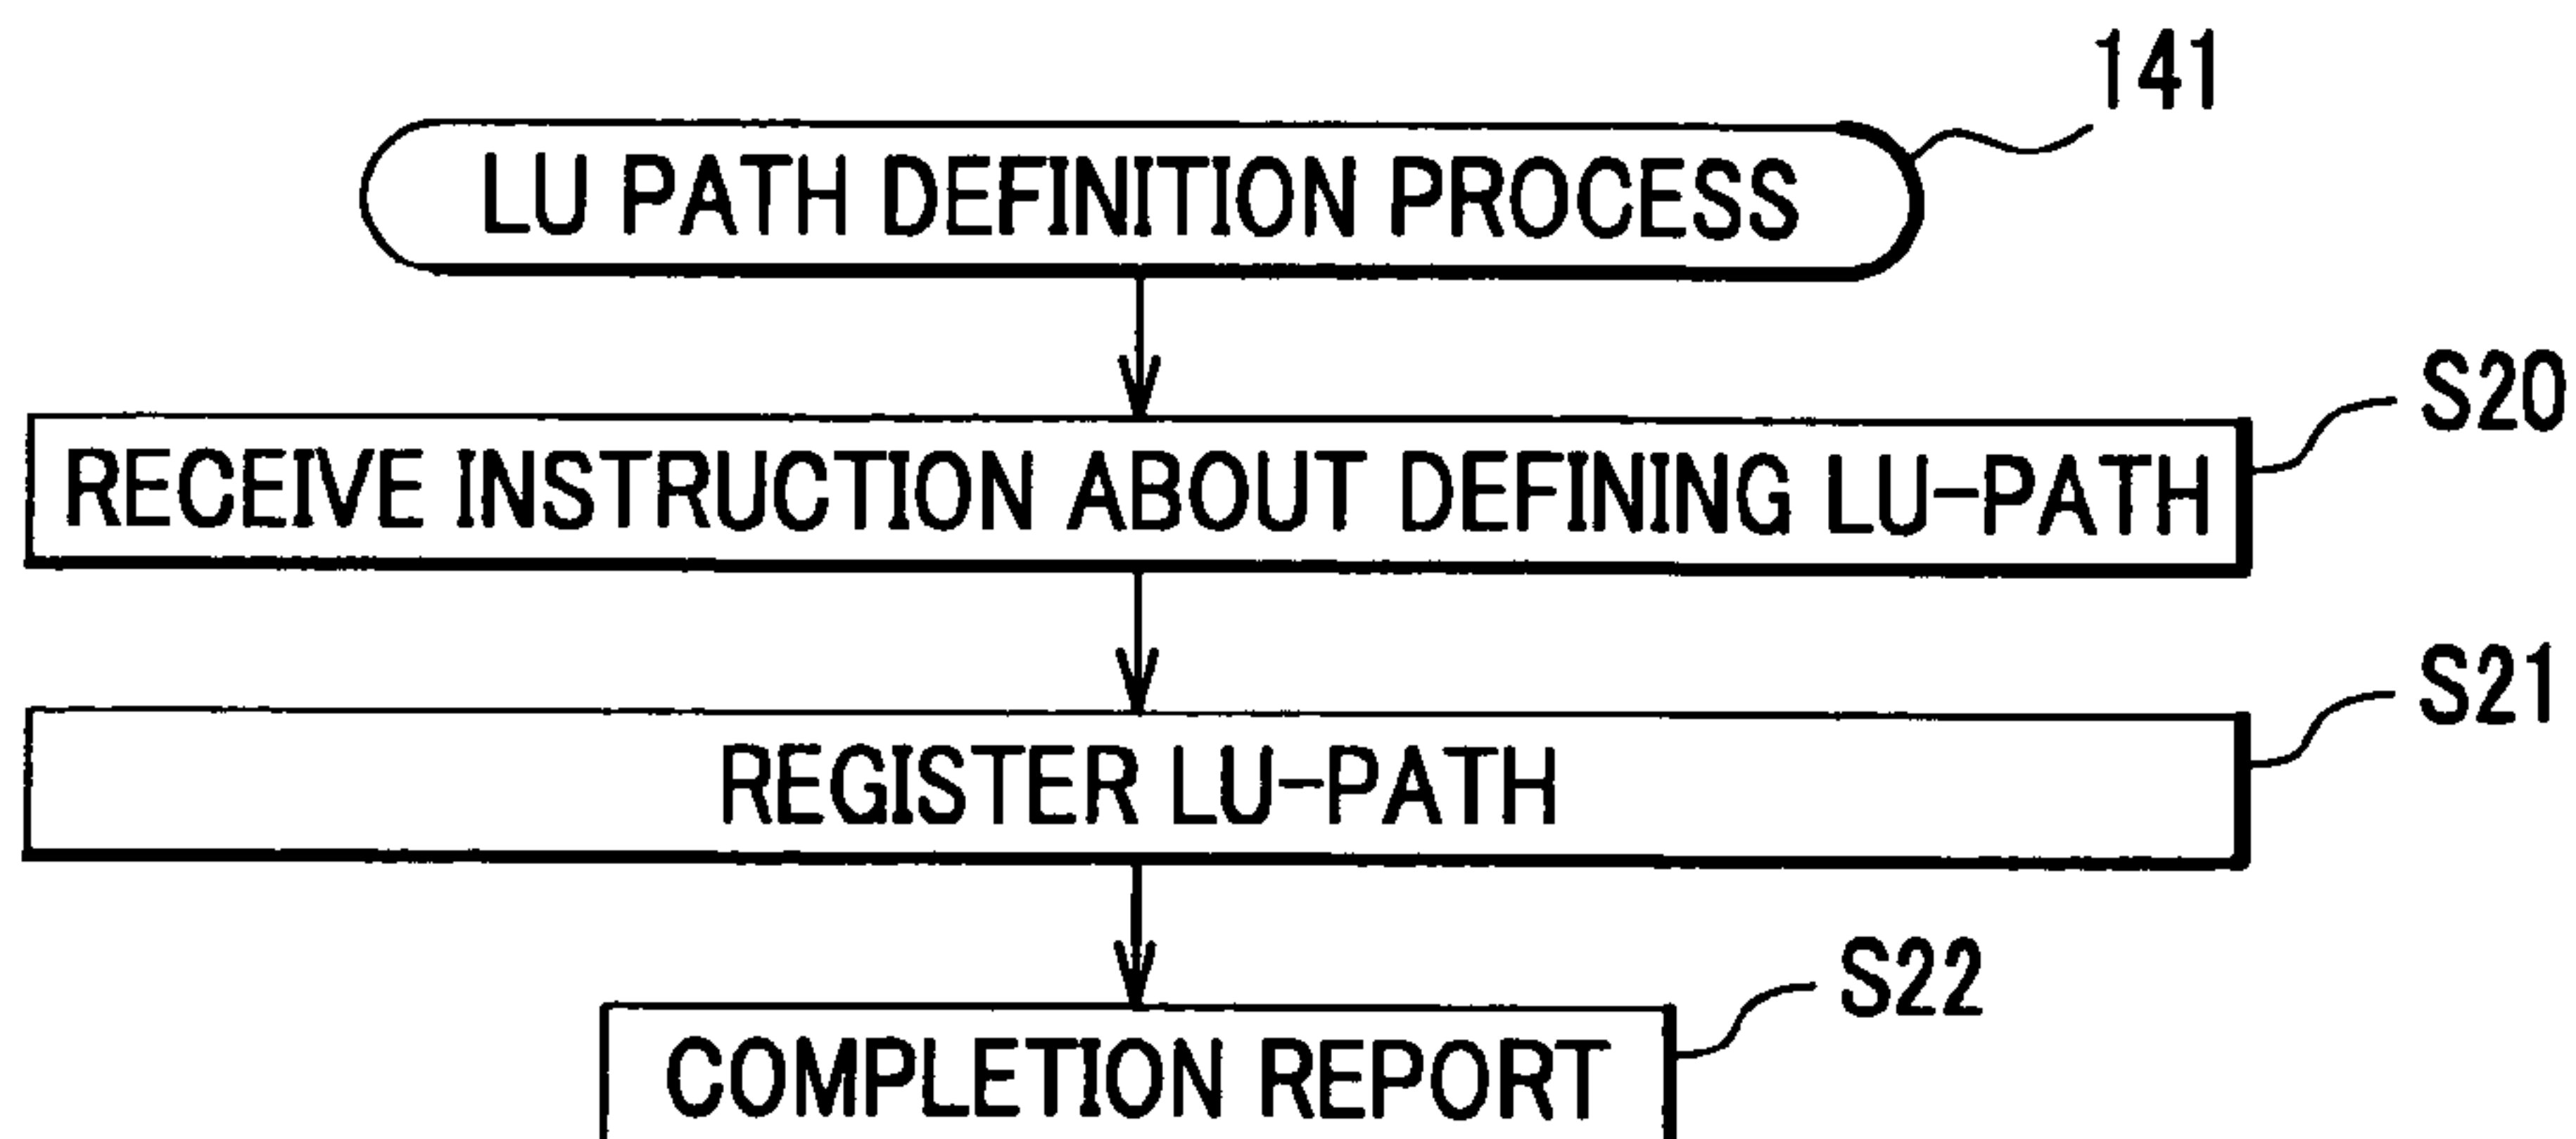 141
LU PATH DEFINITION PROCESS
S20
RECEIVE INSTRUCTION ABOUT DEFINING LU-PATH
S21
REGISTER LU-PATH
S22
COMPLETION REPORT